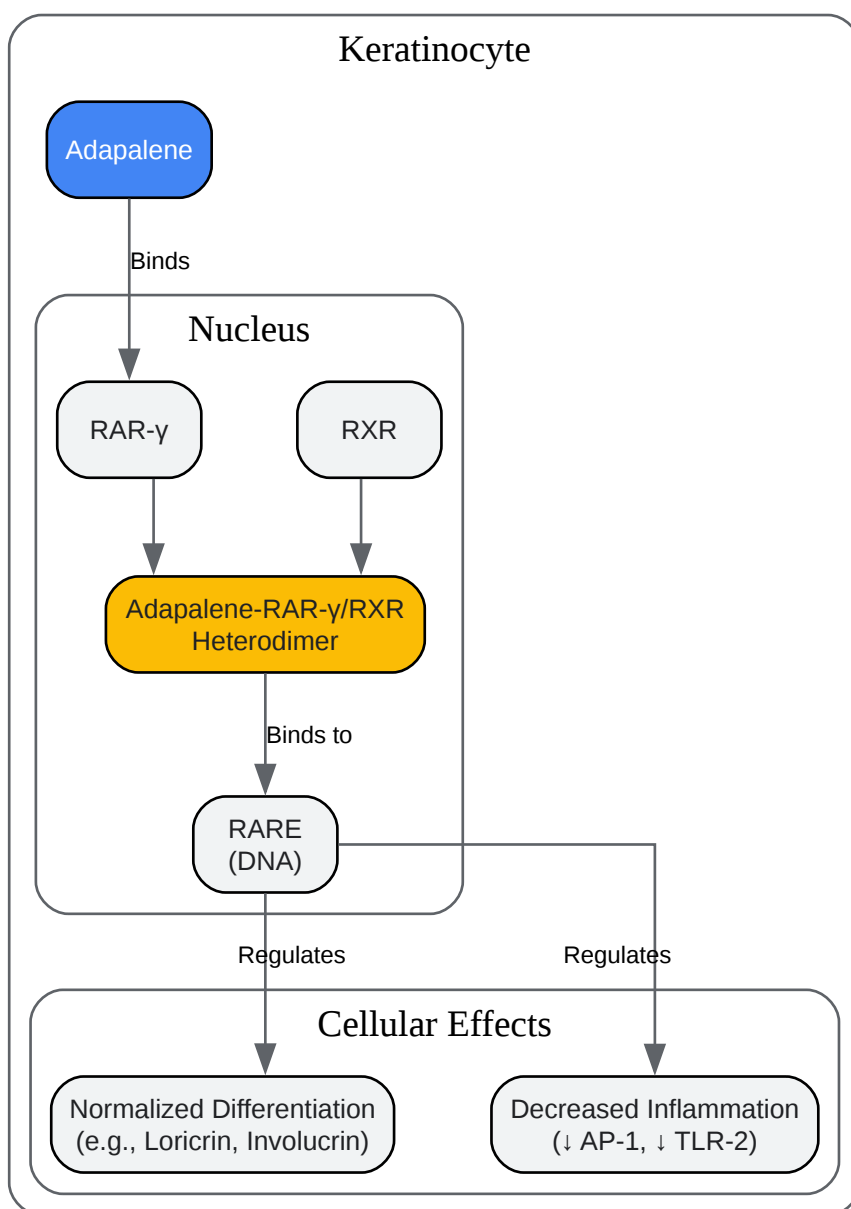 Keratinocyte
Adapalene
Binds
Nucleus
RAR-γ
RXR
Adapalene-RAR-γ/RXR
Heterodimer
Binds to
RARE
(DNA)
Regulates
Regulates
Cellular Effects
Normalized Differentiation
(e.g., Loricrin, Involucrin)
Decreased Inflammation
(↓ AP-1, ↓ TLR-2)